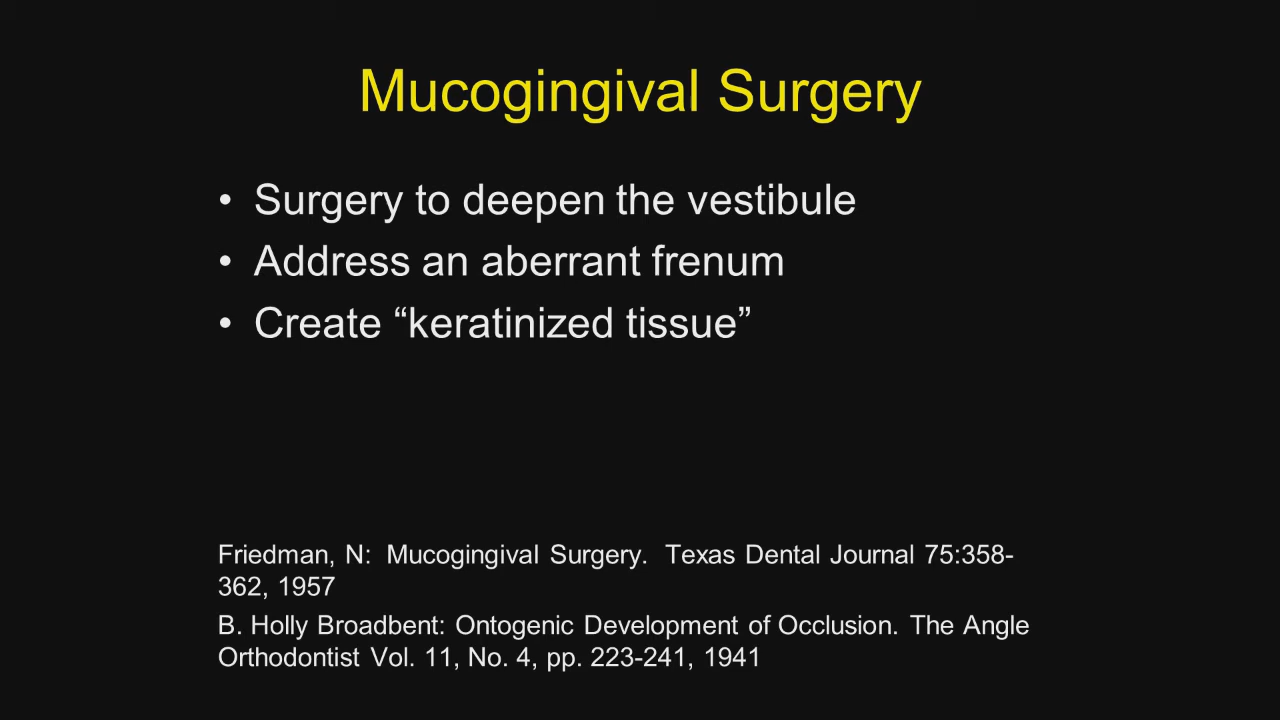 Mucogingival Surgery
• Surgery to deepen the vestibule
• Address an aberrant frenum
• Create “keratinized tissue”
Friedman, N: Mucogingival Surgery. Texas Dental Journal 75:358-
362, 1957
B. Holly Broadbent: Ontogenic Development of Occlusion. The Angle
Orthodontist Vol. 11, No. 4, pp. 223-241, 1941